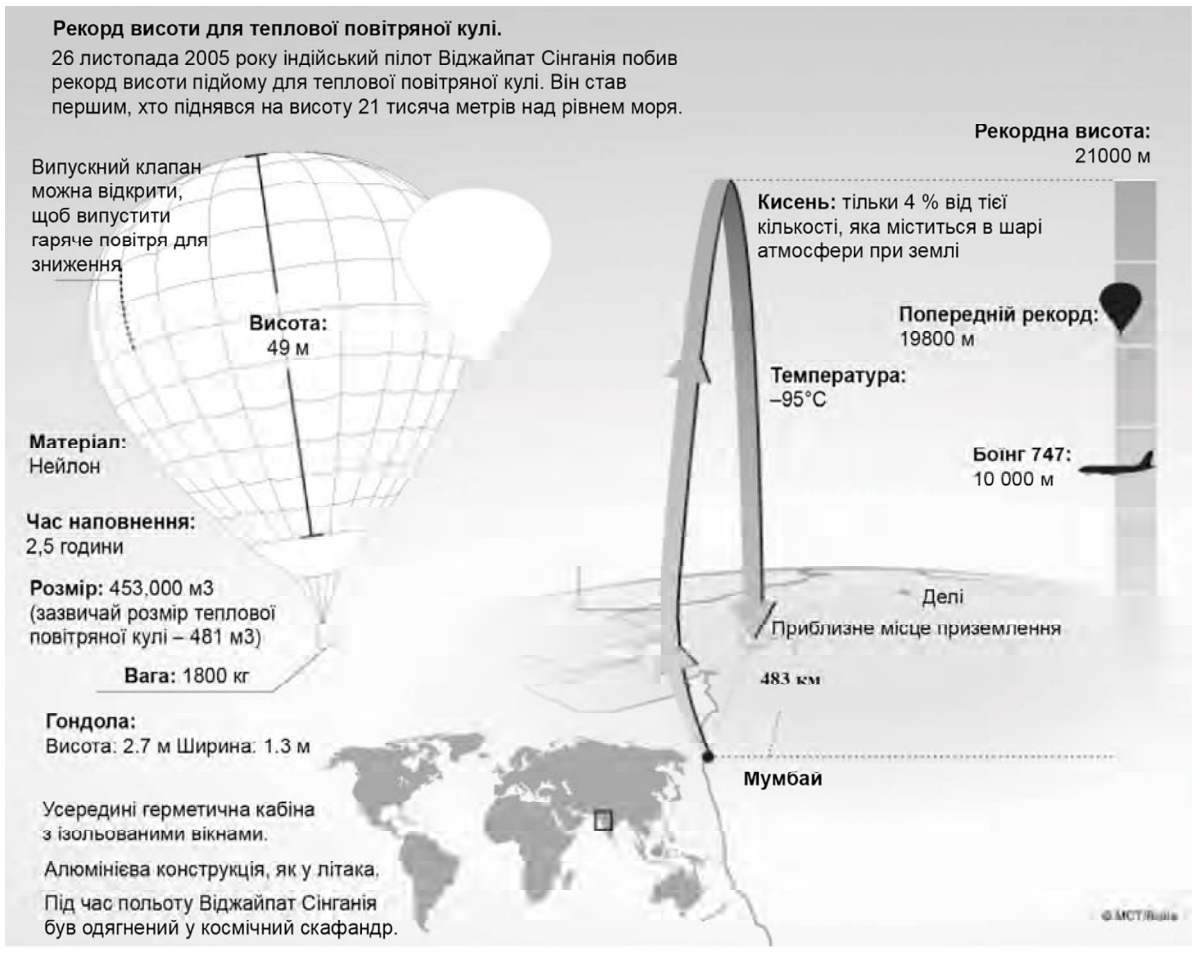 Рекорд висоти для теплової повітряної кулі.
26 листопада 2005 року індійський пілот Віджайпат Сінганія побив
рекорд висоти підйому для теплової повітряної кулі. Він став
першим, хто піднявся на висоту 21 тисяча метрів над рівнем моря.
Випускний клапан
можна відкрити,
щоб випустити
гаряче повітря для
зниження
Висота:
49 м
Матеріал:
Нейлон
Час наповнення:
2,5 години
Розмір: 453,000 м3
(зазвичай розмір теплової
повітряної кулі – 481 м3)
Вага: 1800 кг
Гондола:
Висота: 2.7 м Ширина: 1.3 м
Усередині герметична кабіна
з ізольованими вікнами.
Алюмінієва конструкція, як у літака.
Під час польоту Віджайпат Сінганія
був одягнений у космічний скафандр.
Рекордна висота:
21000 м
Кисень: тільки 4 % від тієї
кількості, яка міститься в шарі
атмосфери при землі
Попередній рекорд:
19800 м
Температура:
–95°C
Боїнг 747:
10 000 м
Делі
Приблизне місце приземлення
483 км
Мумбай
© MCT/Bulls